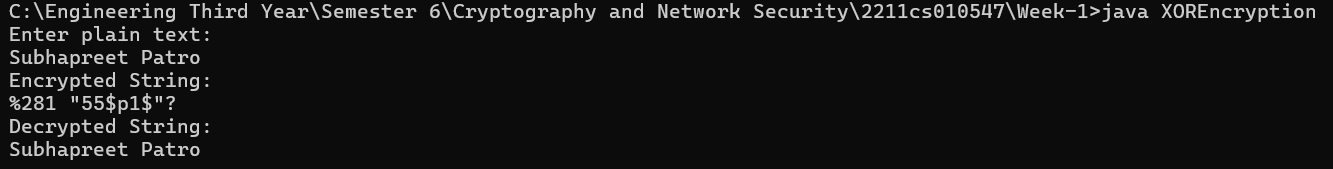 C:\Engineering Third Year\Semester 6\Cryptography and Network Security\2211cs010547\Week-1>java XOREncryption
Enter plain text:
Subhapreet Patro
Encrypted String:
%281 "55$p1$"?
Decrypted String:
Subhapreet Patro